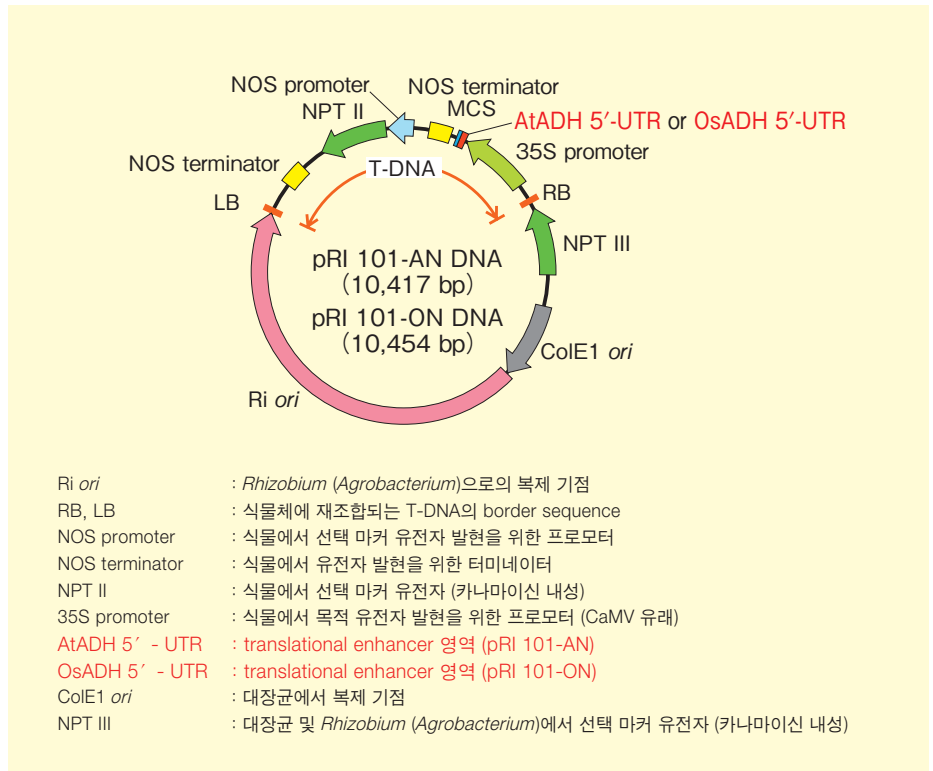 NOS promoter
NOS terminator
NPT II
MCS
AtADH 5′-UTR or OsADH 5′-UTR
35S promoter
NOS terminator
T-DNA
LB
RB
NPT III
pRI 101-AN DNA
(10,417 bp)
pRI 101-ON DNA
(10,454 bp)
ColE1 ori
Ri ori
Ri ori : Rhizobium (Agrobacterium)으로의 복제 기점
RB, LB : 식물체에 재조합되는 T-DNA의 border sequence
NOS promoter : 식물에서 선택 마커 유전자 발현을 위한 프로모터
NOS terminator : 식물에서 유전자 발현을 위한 터미네이터
NPT II : 식물에서 선택 마커 유전자 (카나마이신 내성)
35S promoter : 식물에서 목적 유전자 발현을 위한 프로모터 (CaMV 유래)
AtADH 5′ - UTR : translational enhancer 영역 (pRI 101-AN)
OsADH 5′ - UTR : translational enhancer 영역 (pRI 101-ON)
ColE1 ori : 대장균에서 복제 기점
NPT III : 대장균 및 Rhizobium (Agrobacterium)에서 선택 마커 유전자 (카나마이신 내성)